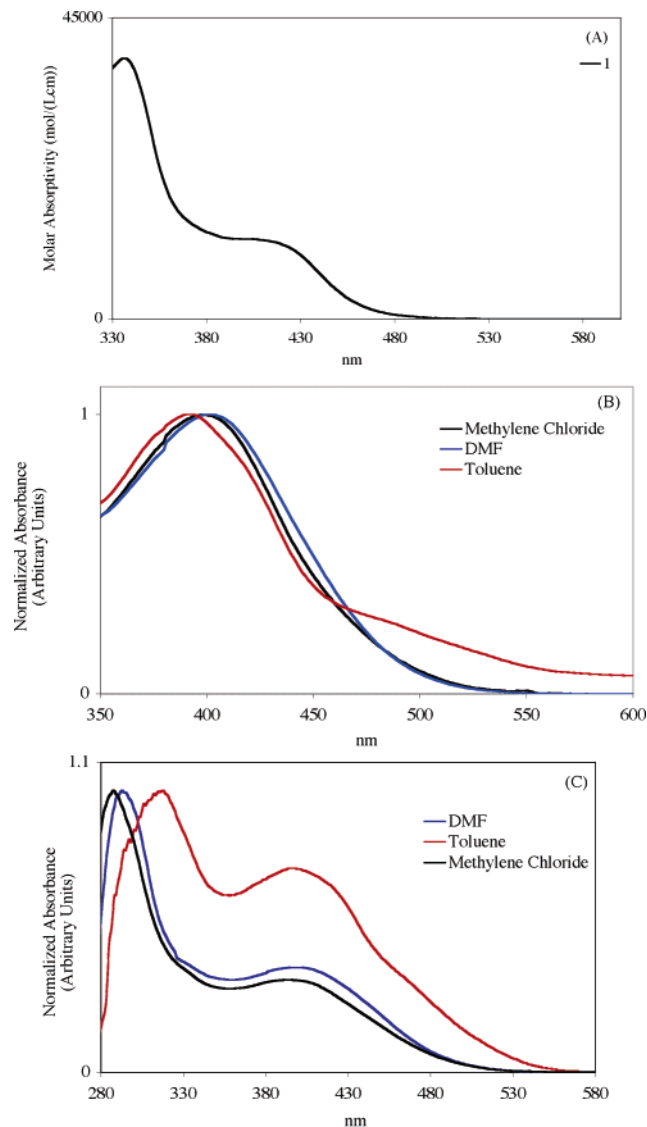 45000
(A)
1
Molar Absorptivity (mol/(Lcm)
0
330 380 430 480 530 580
nm
(B)
1
Methylene Chloride
DMF
Toluene
Normalized Absorbance
(Arbitrary Units)
0
350 400 450 500 550 600
nm
1.1
(C)
DMF
Toluene
Methylene Chloride
Normalized Absorbance
(Arbitrary Units)
0
280 330 380 430 480 530 580
nm